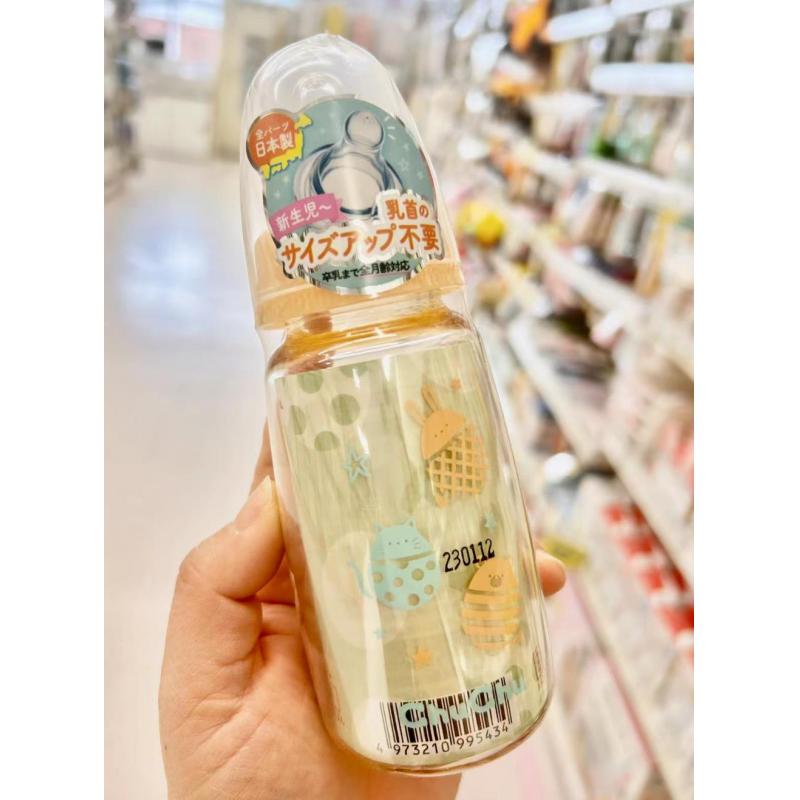 全パーツ
日本製
新生児～
乳首の
サイズアップ不要
卒乳まで全月齢対応
230112
ChuChu
4 973210 995434